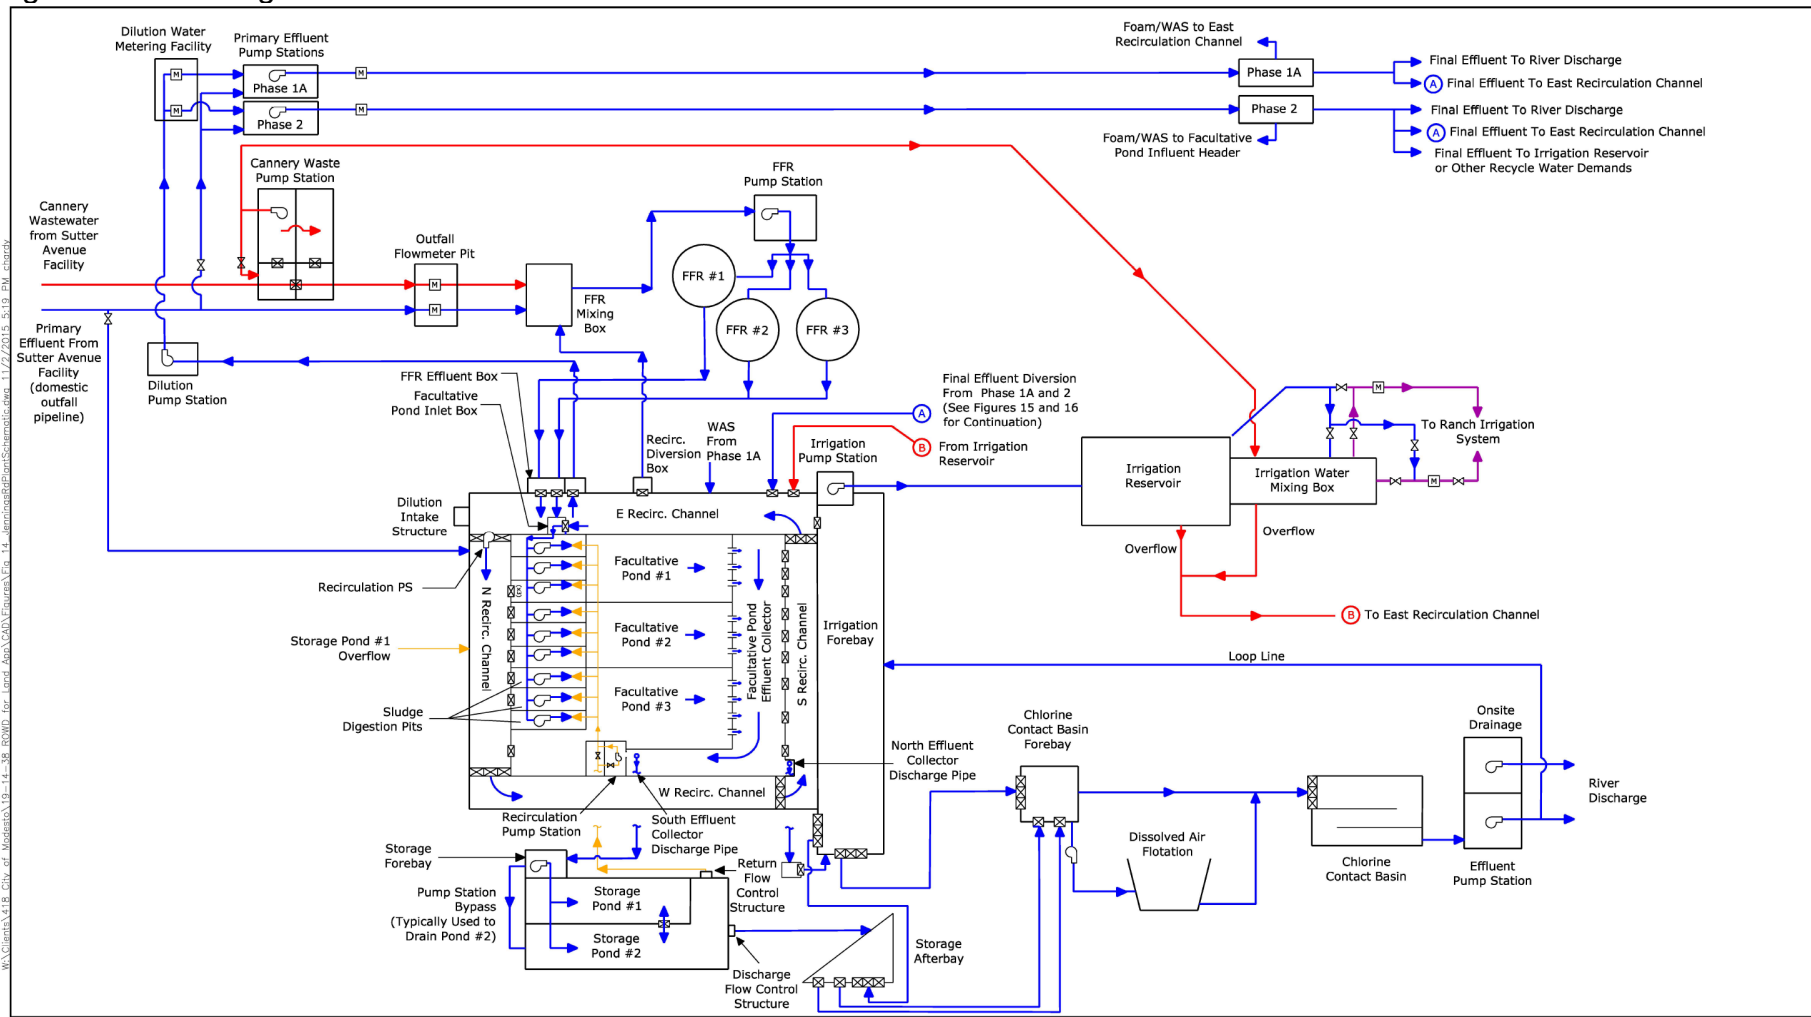 Dilution Water
Metering Facility
Primary Effluent
Pump Stations
M
Phase 1A
M
M
Phase 2
M
Foam/WAS to East
Recirculation Channel
Phase 1A
Final Effluent To River Discharge
A Final Effluent To East Recirculation Channel
Phase 2
Final Effluent To River Discharge
A Final Effluent To East Recirculation Channel
Final Effluent To Irrigation Reservoir
or Other Recycle Water Demands
Foam/WAS to Facultative
Pond Influent Header
Cannery Waste
Pump Station
FFR
Pump Station
Cannery
Wastewater
from Sutter
Avenue
Facility
Outfall
Flowmeter Pit
M
M
FFR
Mixing
Box
FFR #1
FFR #2
FFR #3
Primary
Effluent From
Sutter Avenue
Facility
(domestic
outfall
pipeline)
Dilution
Pump Station
FFR Effluent Box
Facultative
Pond Inlet Box
Recirc.
Diversion
Box
WAS
From
Phase 1A
Final Effluent Diversion
From Phase 1A and 2
(See Figures 15 and 16
for Continuation)
A
B
From Irrigation
Reservoir
Irrigation
Pump Station
Irrigation
Reservoir
Irrigation Water
Mixing Box
M
M
To Ranch Irrigation
System
Overflow
Overflow
B To East Recirculation Channel
Dilution
Intake
Structure
E Recirc. Channel
Recirculation PS
N Recirc. Channel
Facultative
Pond #1
Facultative
Pond #2
Facultative
Pond #3
Facultative Pond
Effluent Collector
S Recirc. Channel
Irrigation
Forebay
Storage Pond #1
Overflow
Sludge
Digestion Pits
W Recirc. Channel
Recirculation
Pump Station
South Effluent
Collector
Discharge Pipe
North Effluent
Collector
Discharge Pipe
Loop Line
Chlorine
Contact Basin
Forebay
Onsite
Drainage
River
Discharge
Dissolved Air
Flotation
Chlorine
Contact Basin
Effluent
Pump Station
Storage
Forebay
Return
Flow
Control
Structure
Pump Station
Bypass
(Typically Used to
Drain Pond #2)
Storage
Pond #1
Storage
Pond #2
Discharge
Flow Control
Structure
Storage
Afterbay